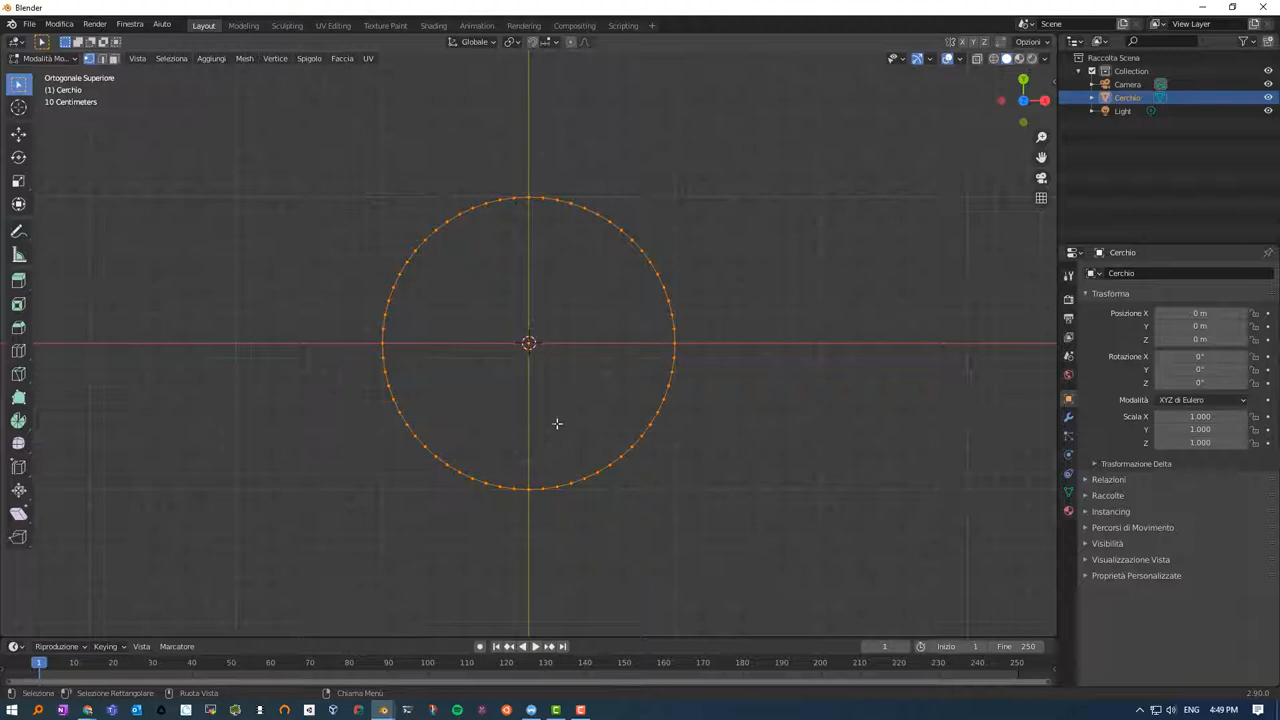 Blender
File Modifica Render Finestra Aiuto Layout Modeling Sculpting UV Editing Texture Paint Shading Animation Rendering Compositing Scripting + Scene View Layer
Globale X Y Z Opzioni
Modalità Mo... Vista Seleziona Aggiungi Mesh Vertice Spigolo Faccia UV
Ortogonale Superiore
(1) Cerchio
10 Centimeters
Y
X
Z
Raccolta Scena
Collection
Camera
Cerchio
Light
Cerchio
Cerchio
Trasforma
Posizione X 0 m
Y 0 m
Z 0 m
Rotazione X 0°
Y 0°
Z 0°
Modalità XYZ di Eulero
Scala X 1.000
Y 1.000
Z 1.000
Trasformazione Delta
Relazioni
Raccolte
Instancing
Percorsi di Movimento
Visibilità
Visualizzazione Vista
Proprietà Personalizzate
Riproduzione Keying Vista Marcatore 1 Inizio 1 Fine 250
1 10 20 30 40 50 60 70 80 90 100 110 120 130 140 150 160 170 180 190 200 210 220 230 240 250
Seleziona Selezione Rettangolare Ruota Vista Chiama Menù 2.90.0
ENG 4:49 PM